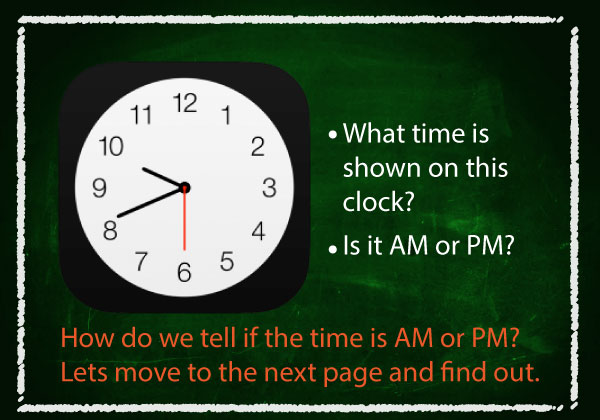 12
11
1
10
2
9
3
8
4
7
5
6
• What time is
shown on this
clock?
• Is it AM or PM?
How do we tell if the time is AM or PM?
Lets move to the next page and find out.